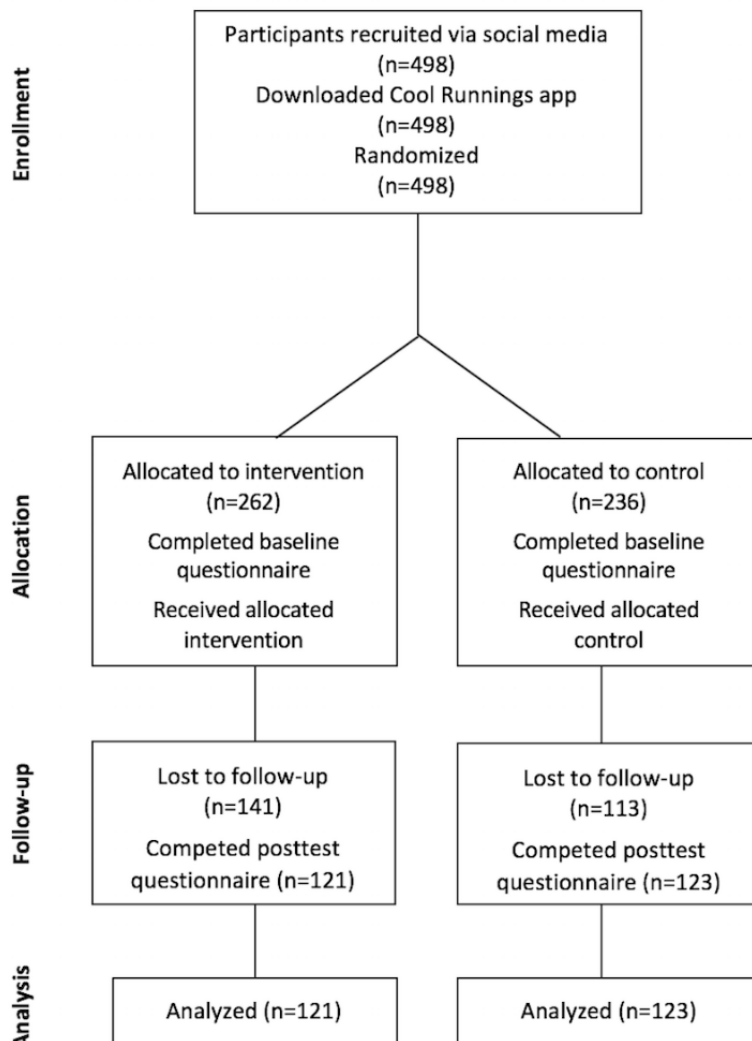 Enrollment
Participants recruited via social media
(n=498)
Downloaded Cool Runnings app
(n=498)
Randomized
(n=498)
Allocation
Allocated to intervention
(n=262)
Completed baseline
questionnaire
Received allocated
intervention
Allocated to control
(n=236)
Completed baseline
questionnaire
Received allocated
control
Follow-up
Lost to follow-up
(n=141)
Competed posttest
questionnaire (n=121)
Lost to follow-up
(n=113)
Competed posttest
questionnaire (n=123)
Analysis
Analyzed (n=121)
Analyzed (n=123)